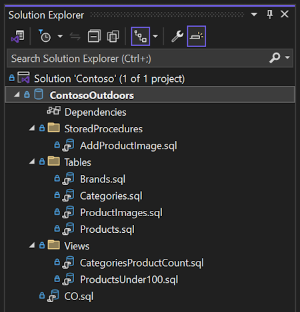 Solution Explorer
Search Solution Explorer (Ctrl+;)
Solution 'Contoso' (1 of 1 project)
ContosoOutdoors
Dependencies
StoredProcedures
AddProductImage.sql
Tables
Brands.sql
Categories.sql
ProductImages.sql
Products.sql
Views
CategoriesProductCount.sql
ProductsUnder100.sql
CO.sql